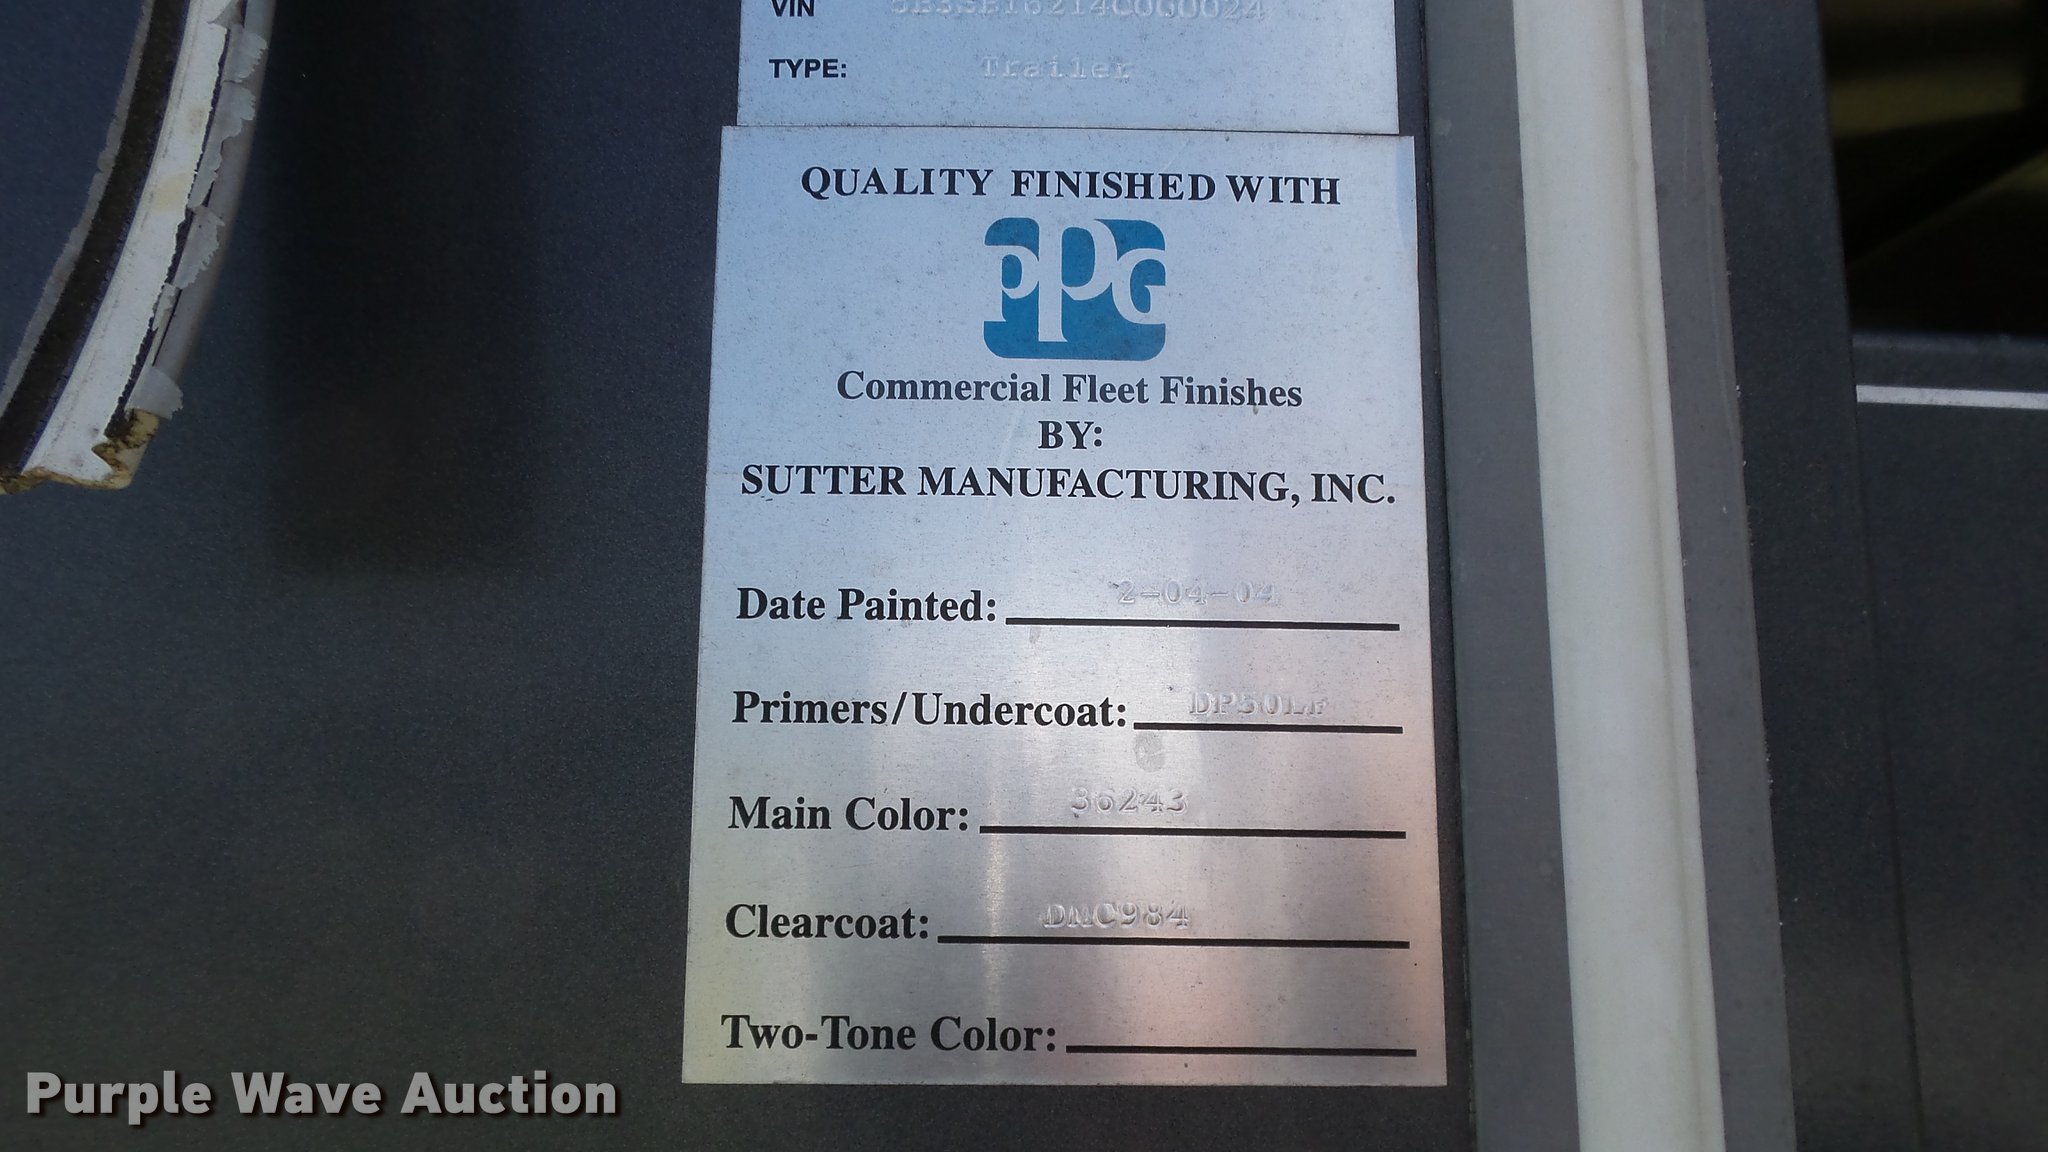 VIN
TYPE: Trailer
QUALITY FINISHED WITH
PPG
Commercial Fleet Finishes
BY:
SUTTER MANUFACTURING, INC.
Date Painted: 2-04-04
Primers/Undercoat: DP50LF
Main Color: 36243
Clearcoat: DMC984
Two-Tone Color:
Purple Wave Auction